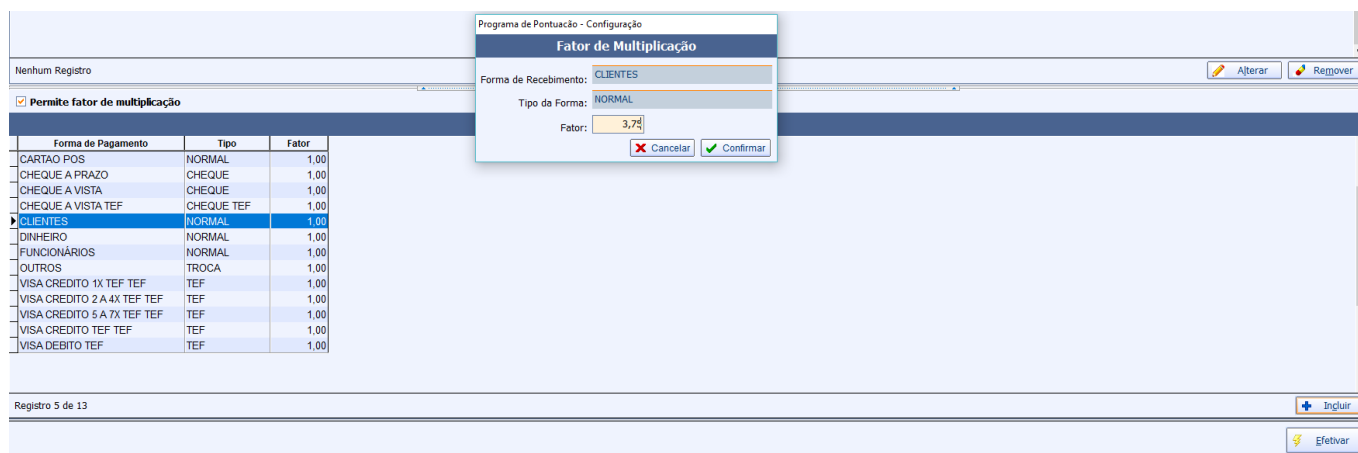 Programa de Pontuacão - Configuração
Fator de Multiplicação
Forma de Recebimento: CLIENTES
Tipo da Forma: NORMAL
Fator: 3,75
Cancelar Confirmar
Nenhum Registro
Alterar Remover
Permite fator de multiplicação
Forma de Pagamento Tipo Fator
CARTAO POS NORMAL 1,00
CHEQUE A PRAZO CHEQUE 1,00
CHEQUE A VISTA CHEQUE 1,00
CHEQUE A VISTA TEF CHEQUE TEF 1,00
CLIENTES NORMAL 1,00
DINHEIRO NORMAL 1,00
FUNCIONÁRIOS NORMAL 1,00
OUTROS TROCA 1,00
VISA CREDITO 1X TEF TEF TEF 1,00
VISA CREDITO 2 A 4X TEF TEF TEF 1,00
VISA CREDITO 5 A 7X TEF TEF TEF 1,00
VISA CREDITO TEF TEF TEF 1,00
VISA DEBITO TEF TEF 1,00
Registro 5 de 13
Incluir
Efetivar